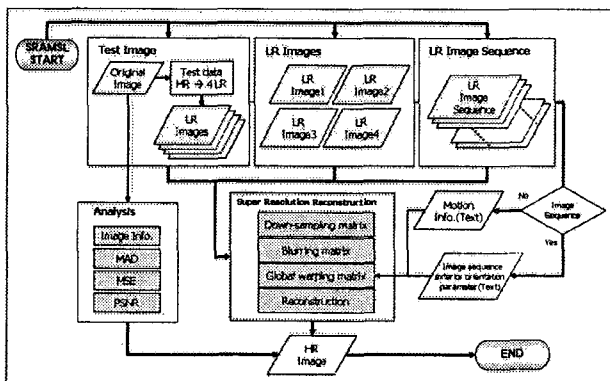 SRAMSL
START
Test Image
Original
Image
Test data
HR → 4LR
LR
Images
LR Images
LR
Image1
LR
Image2
LR
Image3
LR
Image4
LR Image Sequence
LR
Image
Sequence
Analysis
Image Info.
MAD
MSE
PSNR
Super Resolution Reconstruction
Down-sampling matrix
Blurring matrix
Global warping matrix
Reconstruction
Motion
Info.(Text)
No
Image
Sequence
Yes
Image sequence
exterior orientation
parameter(Text)
HR
Image
END